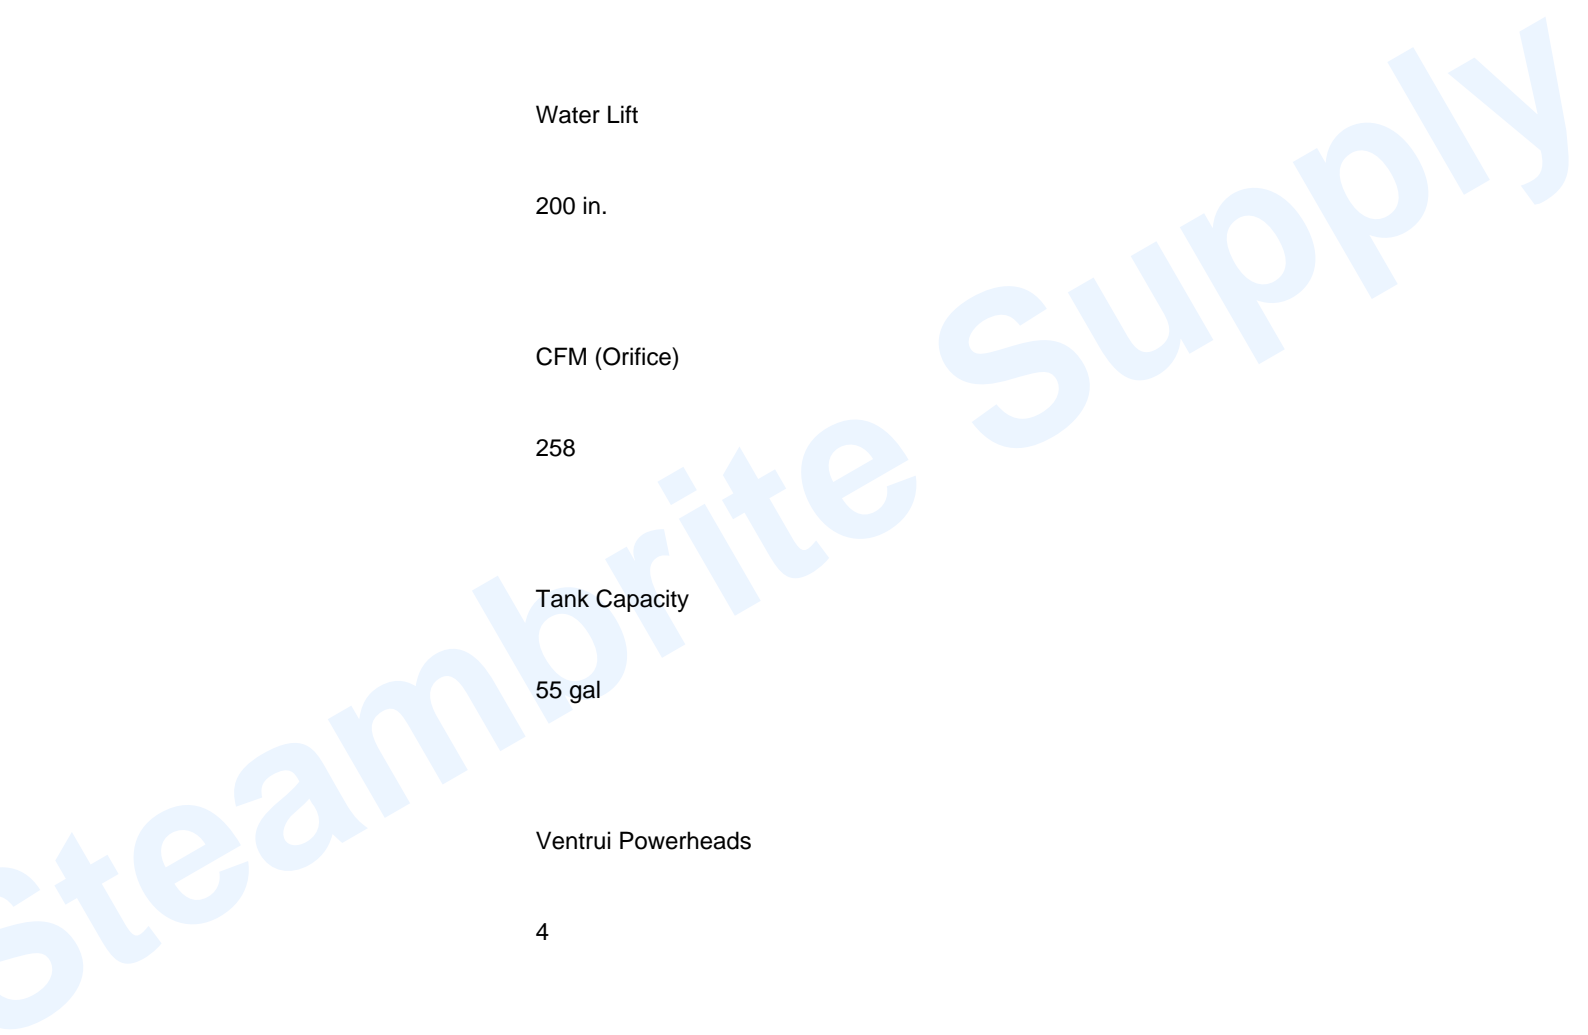 Water Lift
200 in.
CFM (Orifice)
258
Tank Capacity
55 gal
Ventrui Powerheads
4
Steambrite Supply